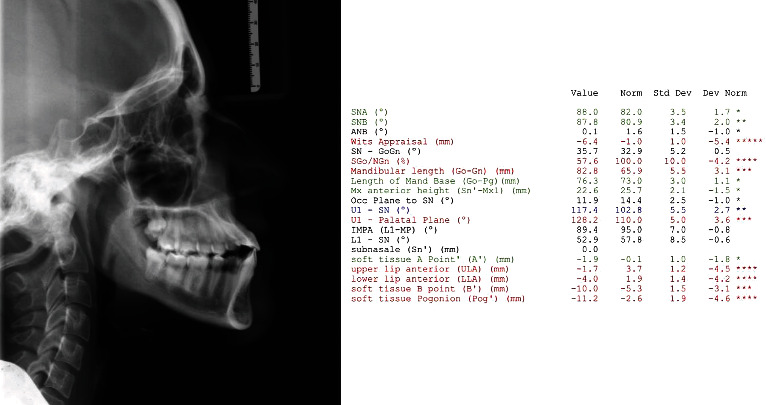 Value Norm Std Dev Dev Norm
SNA (°) 88.0 82.0 3.5 1.7 *
SNB (°) 87.8 80.9 3.4 2.0 **
ANB (°) 0.1 1.6 1.5 -1.0 *
Wits Appraisal (mm) -6.4 -1.0 1.0 -5.4 *****
SN - GoGn (°) 35.7 32.9 5.2 0.5
SGo/NGn (%) 57.6 100.0 10.0 -4.2 ****
Mandibular length (Go-Gn) (mm) 82.8 65.9 5.5 3.1 ***
Length of Mand Base (Go-Pg)(mm) 76.3 73.0 3.0 1.1 *
Mx anterior height (Sn'-Mx1) (mm) 22.6 25.7 2.1 -1.5 *
Occ Plane to SN (°) 11.9 14.4 2.5 -1.0 *
U1 - SN (°) 117.4 102.8 5.5 2.7 **
U1 - Palatal Plane (°) 128.2 110.0 5.0 3.6 ***
IMPA (L1-MP) (°) 89.4 95.0 7.0 -0.8
L1 - SN (°) 52.9 57.8 8.5 -0.6
subnasale (Sn') (mm) 0.0
soft tissue A Point' (A') (mm) -1.9 -0.1 1.0 -1.8 *
upper lip anterior (ULA) (mm) -1.7 3.7 1.2 -4.5 ****
lower lip anterior (LLA) (mm) -4.0 1.9 1.4 -4.2 ****
soft tissue B point (B') (mm) -10.0 -5.3 1.5 -3.1 ***
soft tissue Pogonion (Pog') (mm) -11.2 -2.6 1.9 -4.6 ****